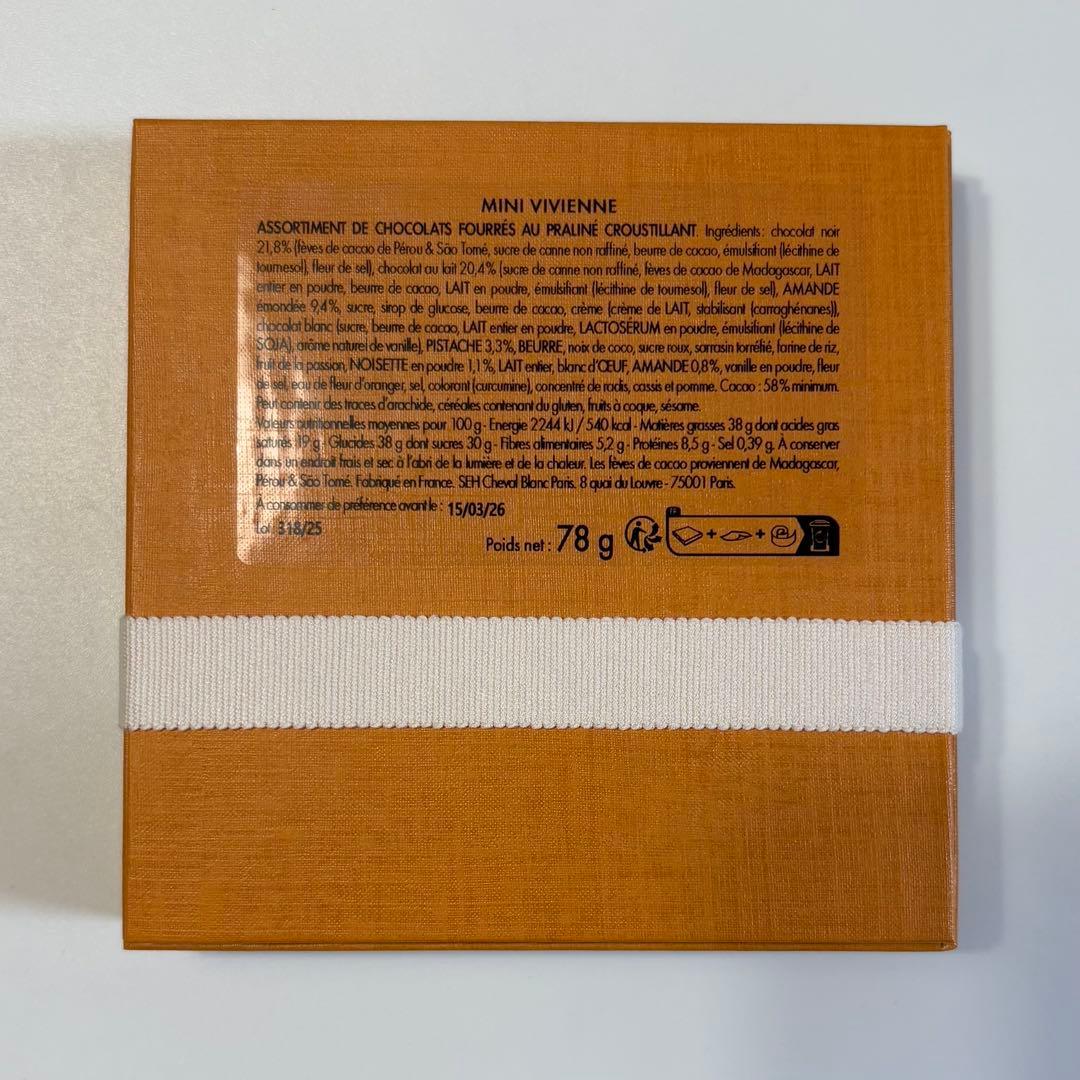 MINI VIVIENNE
ASSORTIMENT DE CHOCOLATS FOURRÉS AU PRALINÉ CROUSTILLANT. Ingrédients : chocolat noir
21,8% (fèves de cacao de Pérou & São Tomé, sucre de canne non raffiné, beurre de cacao, émulsifiant (lécithine de
tournesol), fleur de sel), chocolat au lait 20,4% (sucre de canne non raffiné, fèves de cacao de Madagascar, LAIT
entier en poudre, beurre de cacao, LAIT en poudre, émulsifiant (lécithine de tournesol), fleur de sel), AMANDE
émondée 9,4%, sucre, sirop de glucose, beurre de cacao, crème (crème de LAIT, stabilisant (carraghénanes)),
chocolat blanc (sucre, beurre de cacao, LAIT entier en poudre, LACTOSÉRUM en poudre, émulsifiant (lécithine de
SOJA), arôme naturel de vanille), PISTACHE 3,3%, BEURRE, noix de coco, sucre roux, sarrasin torréfié, farine de riz,
fruit de la passion, NOISETTE en poudre 1,1%, LAIT entier, blanc d'ŒUF, AMANDE 0,8%, vanille en poudre, fleur
de sel, eau de fleur d'oranger, sel, colorant (curcumine), concentré de radis, cassis et pomme. Cacao : 58% minimum.
Peut contenir des traces d'arachide, céréales contenant du gluten, fruits à coque, sésame.
Valeurs nutritionnelles moyennes pour 100 g - Energie 2244 kJ / 540 kcal - Matières grasses 38 g dont acides gras
saturés 19 g - Glucides 38 g dont sucres 30 g - Fibres alimentaires 5,2 g - Protéines 8,5 g - Sel 0,39 g. À conserver
dans un endroit frais et sec à l'abri de la lumière et de la chaleur. Les fèves de cacao proviennent de Madagascar,
Pérou & São Tomé. Fabriqué en France. SEH Cheval Blanc Paris. 8 quai du Louvre - 75001 Paris.
À consommer de préférence avant le : 15/03/26
Lot 318/25
Poids net : 78 g
FR